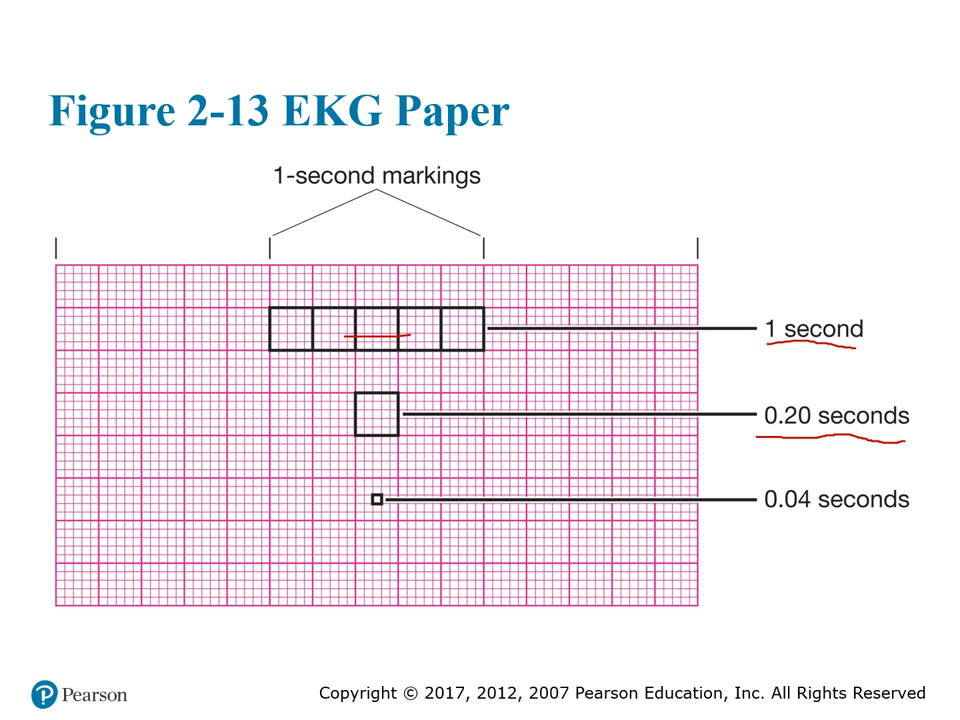 Figure 2-13 EKG Paper
1-second markings
1 second
0.20 seconds
0.04 seconds
Pearson
Copyright © 2017, 2012, 2007 Pearson Education, Inc. All Rights Reserved